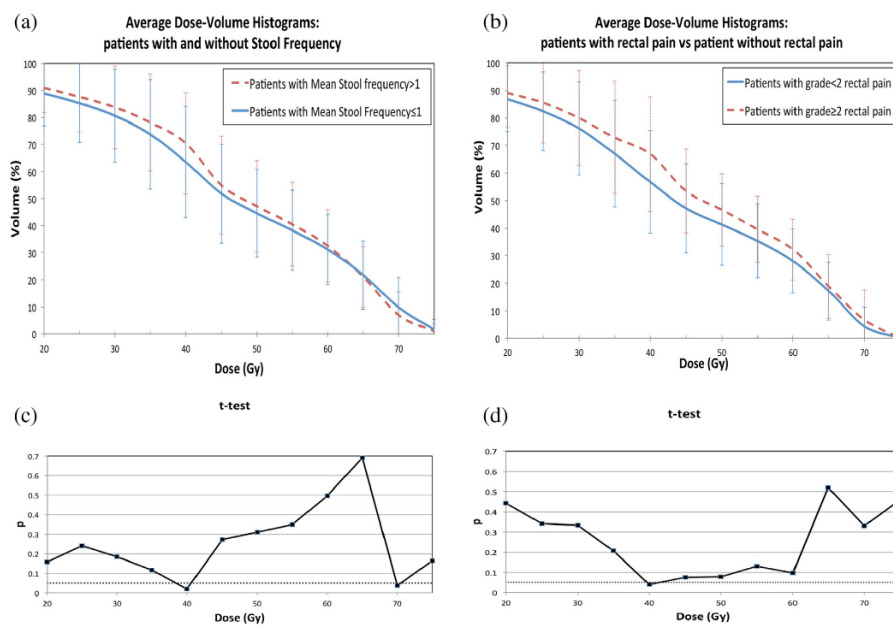 (a)
Average Dose-Volume Histograms:
patients with and without Stool Frequency
100
90
80
70
60
50
40
30
20
10
0
Volume (%)
Patients with Mean Stool frequency>1
Patients with Mean Stool Frequency≤1
20
30
40
50
60
70
Dose (Gy)
(b)
Average Dose-Volume Histograms:
patients with rectal pain vs patient without rectal pain
100
90
80
70
60
50
40
30
20
10
0
Volume (%)
Patients with grade<2 rectal pain
Patients with grade≥2 rectal pain
20
30
40
50
60
70
Dose (Gy)
(c)
t-test
0.7
0.6
0.5
0.4
0.3
0.2
0.1
0
p
20
30
40
50
60
70
Dose (Gy)
(d)
t-test
0.7
0.6
0.5
0.4
0.3
0.2
0.1
0
p
20
30
40
50
60
70
Dose (Gy)